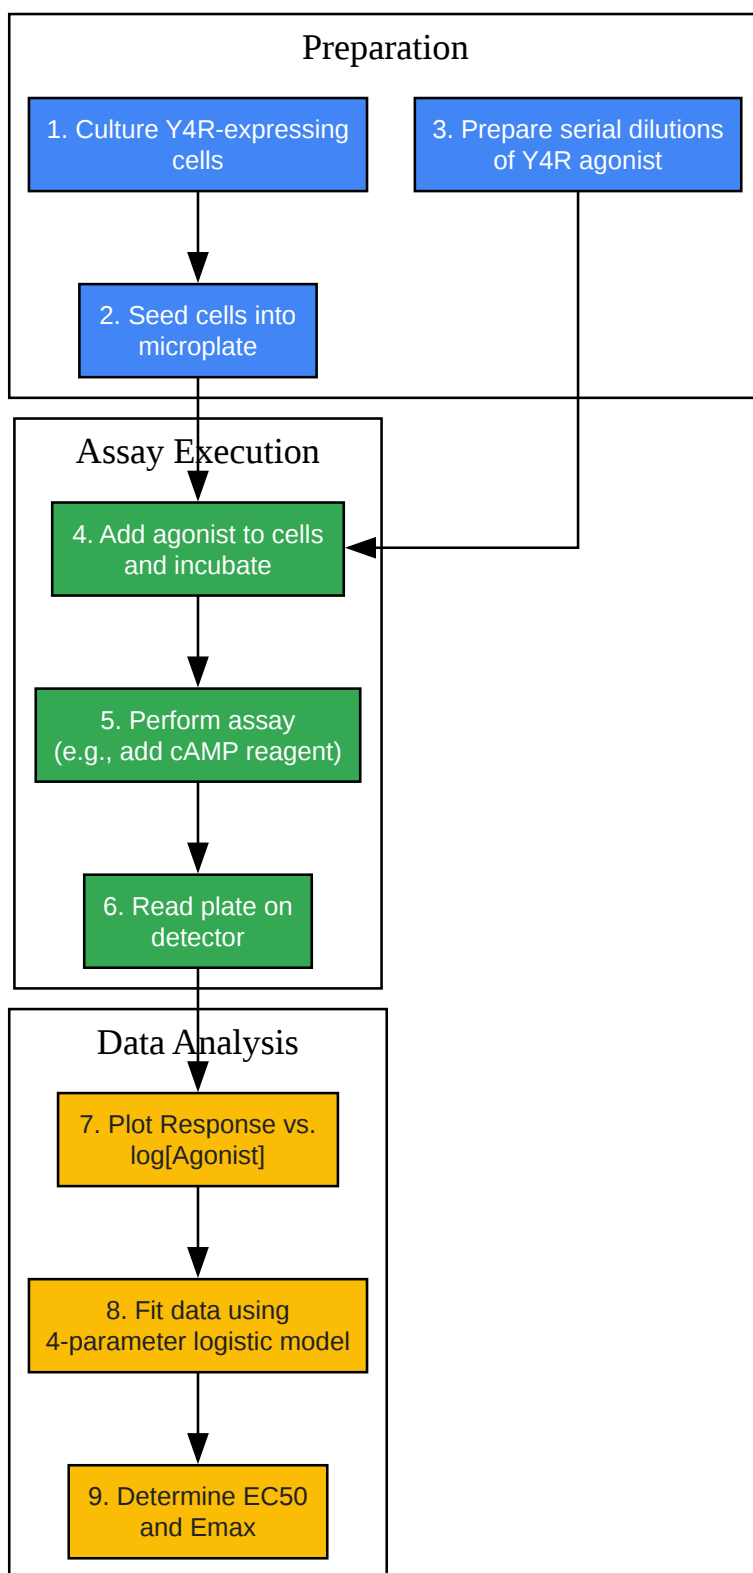 Preparation
1. Culture Y4R-expressing
cells
3. Prepare serial dilutions
of Y4R agonist
2. Seed cells into
microplate
Assay Execution
4. Add agonist to cells
and incubate
5. Perform assay
(e.g., add cAMP reagent)
6. Read plate on
detector
Data Analysis
7. Plot Response vs.
log[Agonist]
8. Fit data using
4-parameter logistic model
9. Determine EC50
and Emax